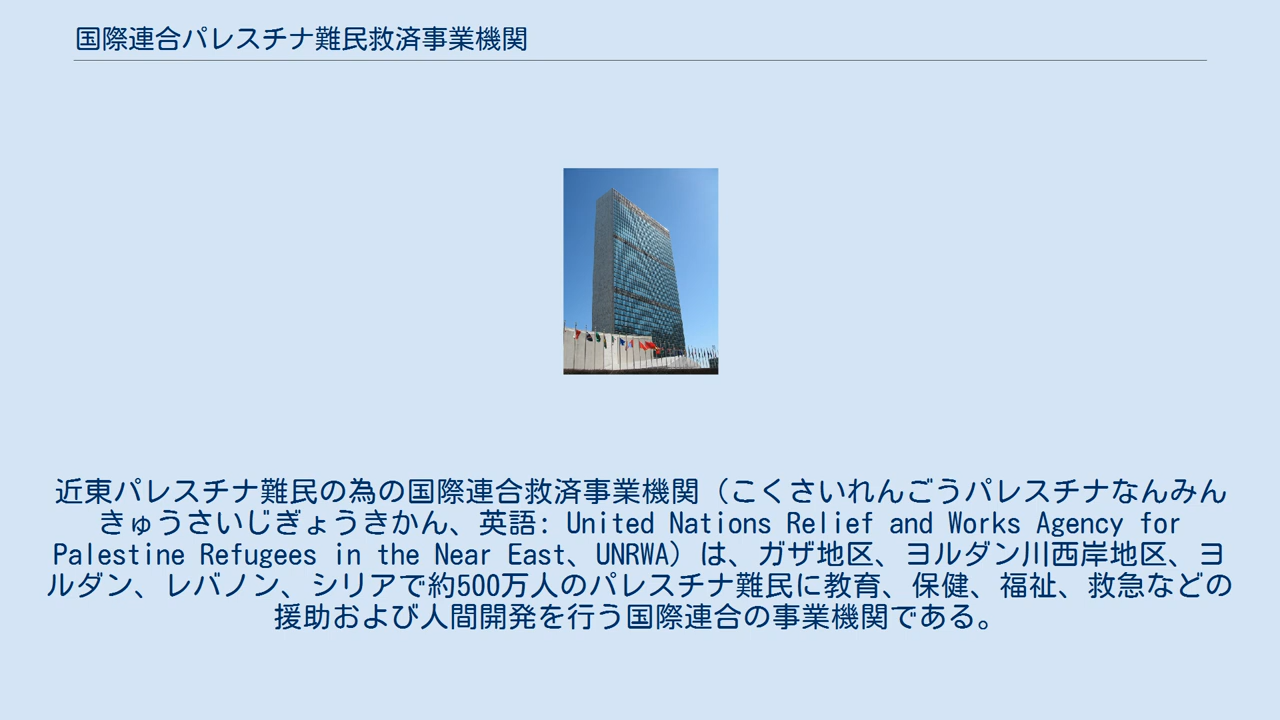 国際連合パレスチナ難民救済事業機関
近東パレスチナ難民の為の国際連合救済事業機関（こくさいれんごうパレスチナなんみん
きゅうさいじぎょうきかん、英語: United Nations Relief and Works Agency for
Palestine Refugees in the Near East、UNRWA）は、ガザ地区、ヨルダン川西岸地区、ヨ
ルダン、レバノン、シリアで約500万人のパレスチナ難民に教育、保健、福祉、救急などの
援助および人間開発を行う国際連合の事業機関である。